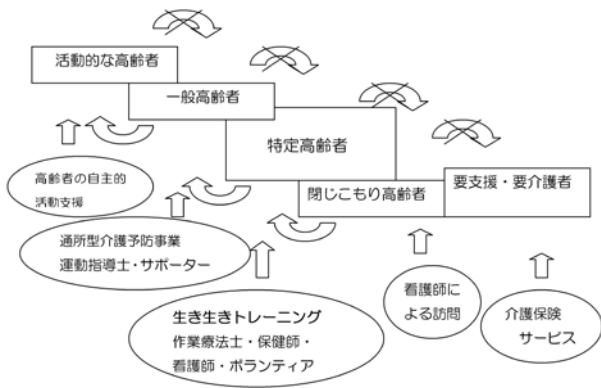 活動的な高齢者
一般高齢者
特定高齢者
閉じこもり高齢者
要支援・要介護者
高齢者の自主的
活動支援
通所型介護予防事業
運動指導士・サポーター
生き生きトレーニング
作業療法士・保健師・
看護師・ボランティア
看護師に
よる訪問
介護保険
サービス